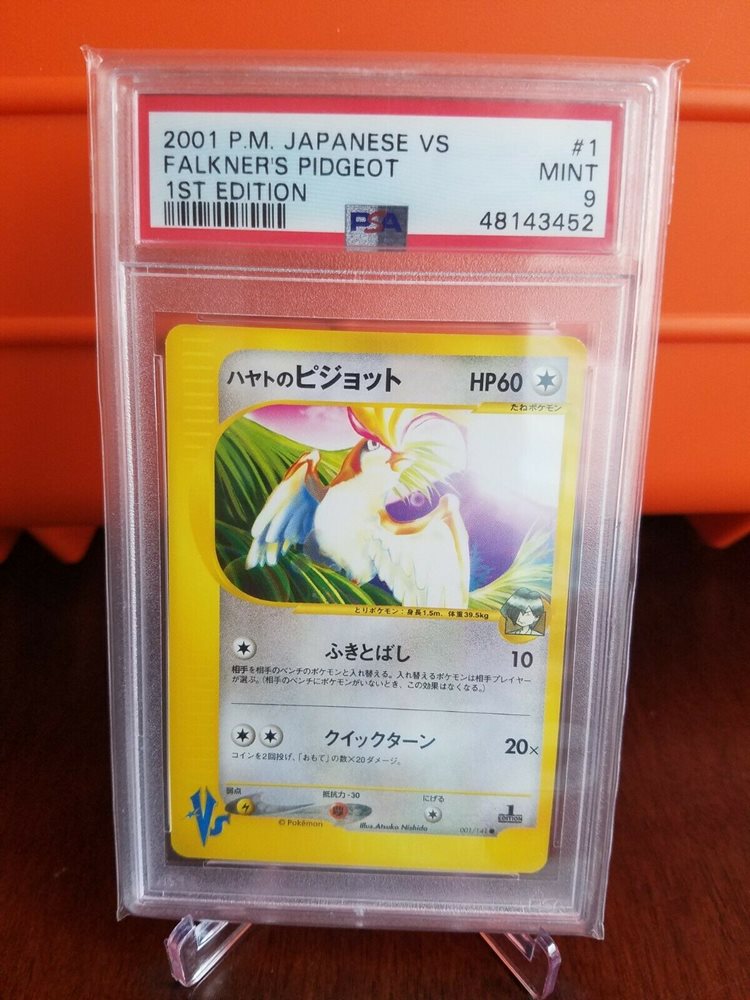 2001 P.M. JAPANESE VS #1
FALKNER'S PIDGEOT MINT
1ST EDITION 9
PSA 48143452
ハヤトのピジョット HP60
たねポケモン
とりポケモン：身長1.5m、体重39.5kg
ふきとばし 10
相手を相手のベンチのポケモンと入れ替える。入れ替えるポケモンは相手プレイヤー
が選ぶ。（相手のベンチにポケモンがいないとき、この効果はなくなる。）
クイックターン 20×
コインを2回投げ、「おもて」の数×20ダメージ。
弱点 抵抗力-30 にげる
VS
© Pokémon Illus. Atsuko Nishida 001/141 ●
1 EDITION